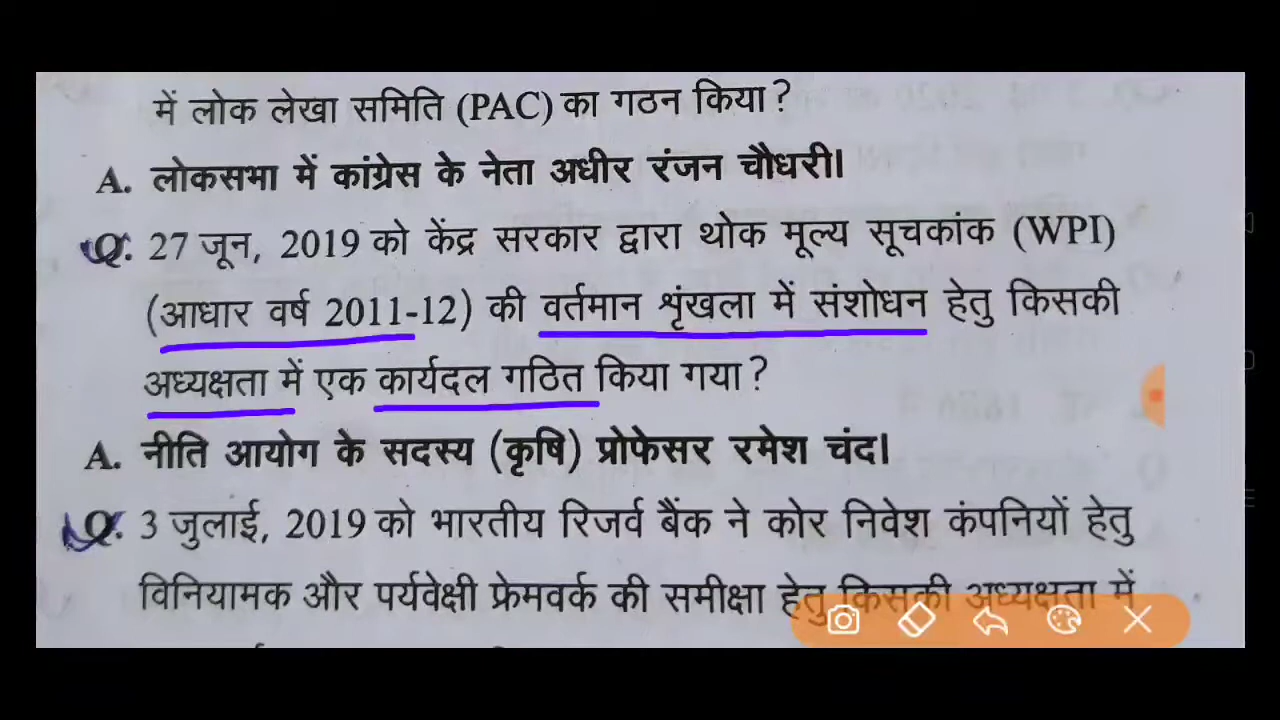 में लोक लेखा समिति (PAC) का गठन किया?
A. लोकसभा में कांग्रेस के नेता अधीर रंजन चौधरी।
Q. 27 जून, 2019 को केंद्र सरकार द्वारा थोक मूल्य सूचकांक (WPI)
(आधार वर्ष 2011-12) की वर्तमान शृंखला में संशोधन हेतु किसकी
अध्यक्षता में एक कार्यदल गठित किया गया?
A. नीति आयोग के सदस्य (कृषि) प्रोफेसर रमेश चंद।
Q. 3 जुलाई, 2019 को भारतीय रिजर्व बैंक ने कोर निवेश कंपनियों हेतु
विनियामक और पर्यवेक्षी फ्रेमवर्क की समीक्षा हेतु किसकी अध्यक्षता में